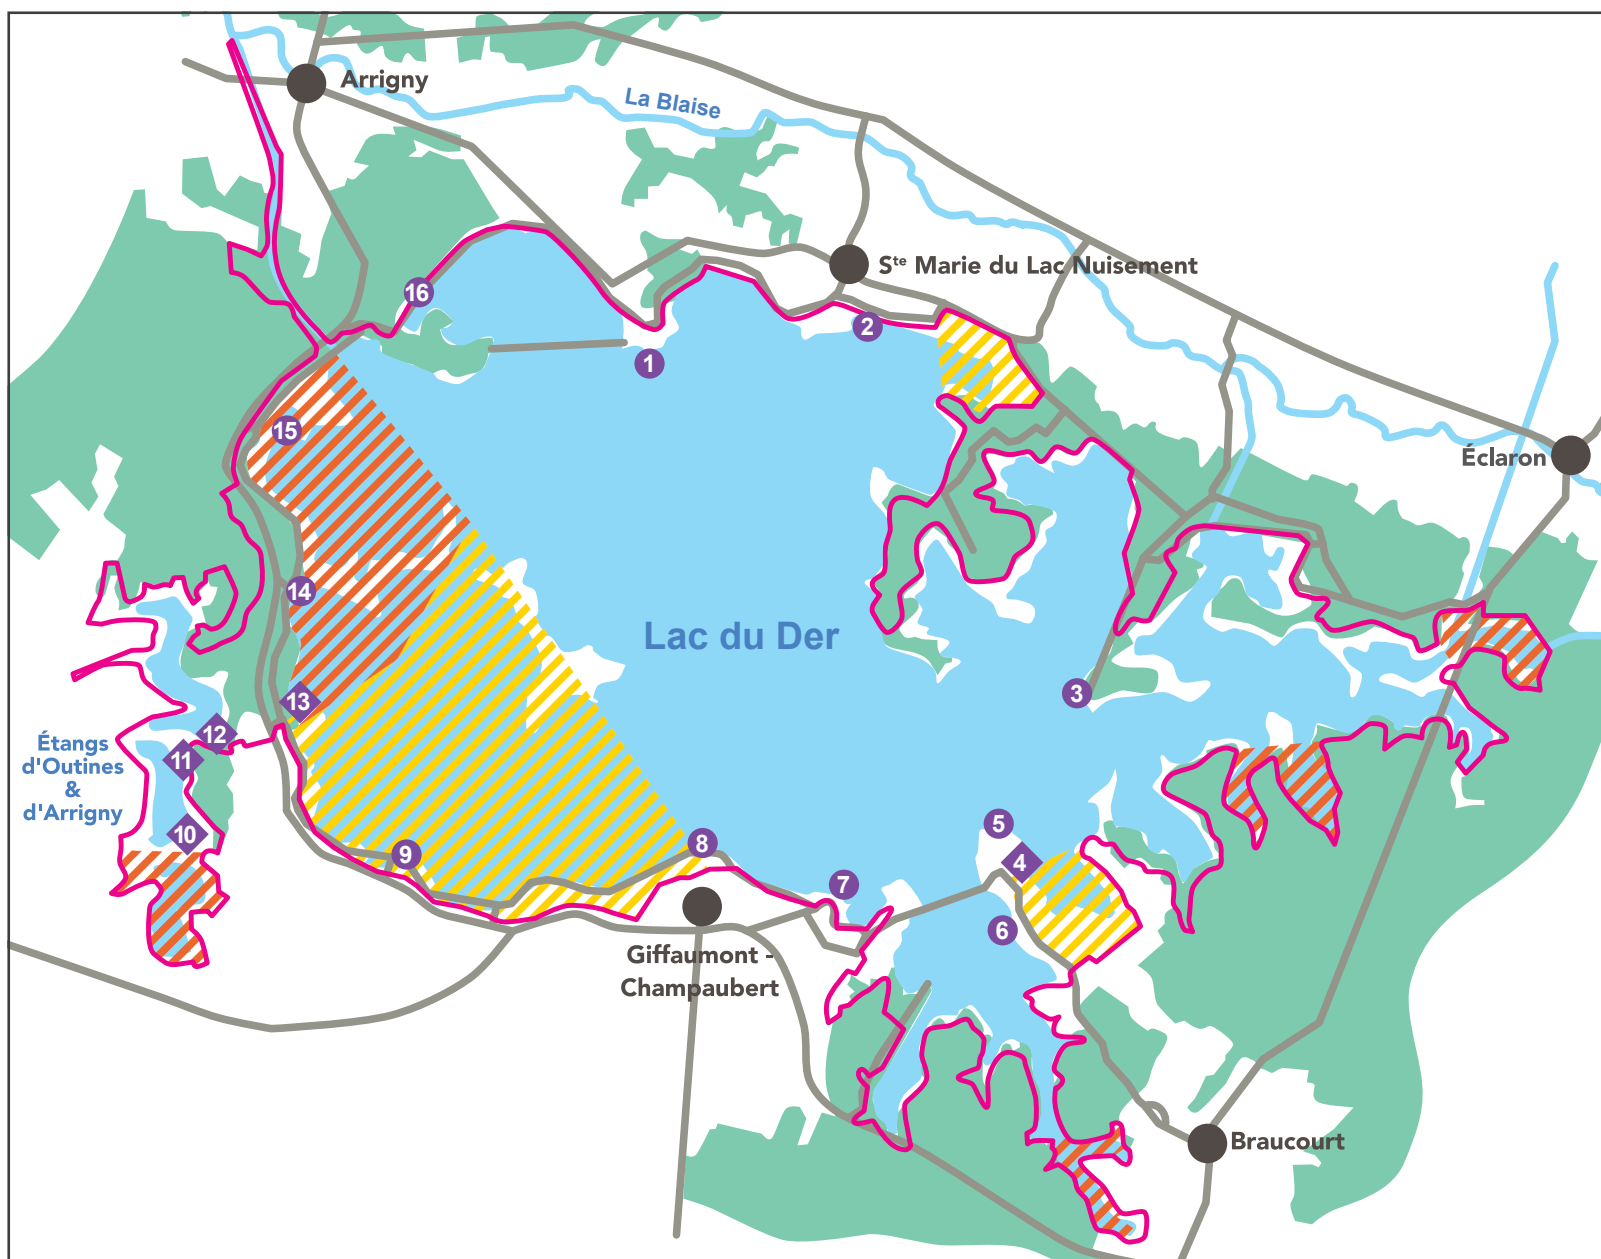 Arrigny
La Blaise
16
Sᵗᵉ Marie du Lac Nuisement
2
1
15
Éclaron
14
Lac du Der
3
13
12
Étangs
d'Outines
&
d'Arrigny
11
10
5
9
8
4
7
6
Giffaumont -
Champaubert
Braucourt